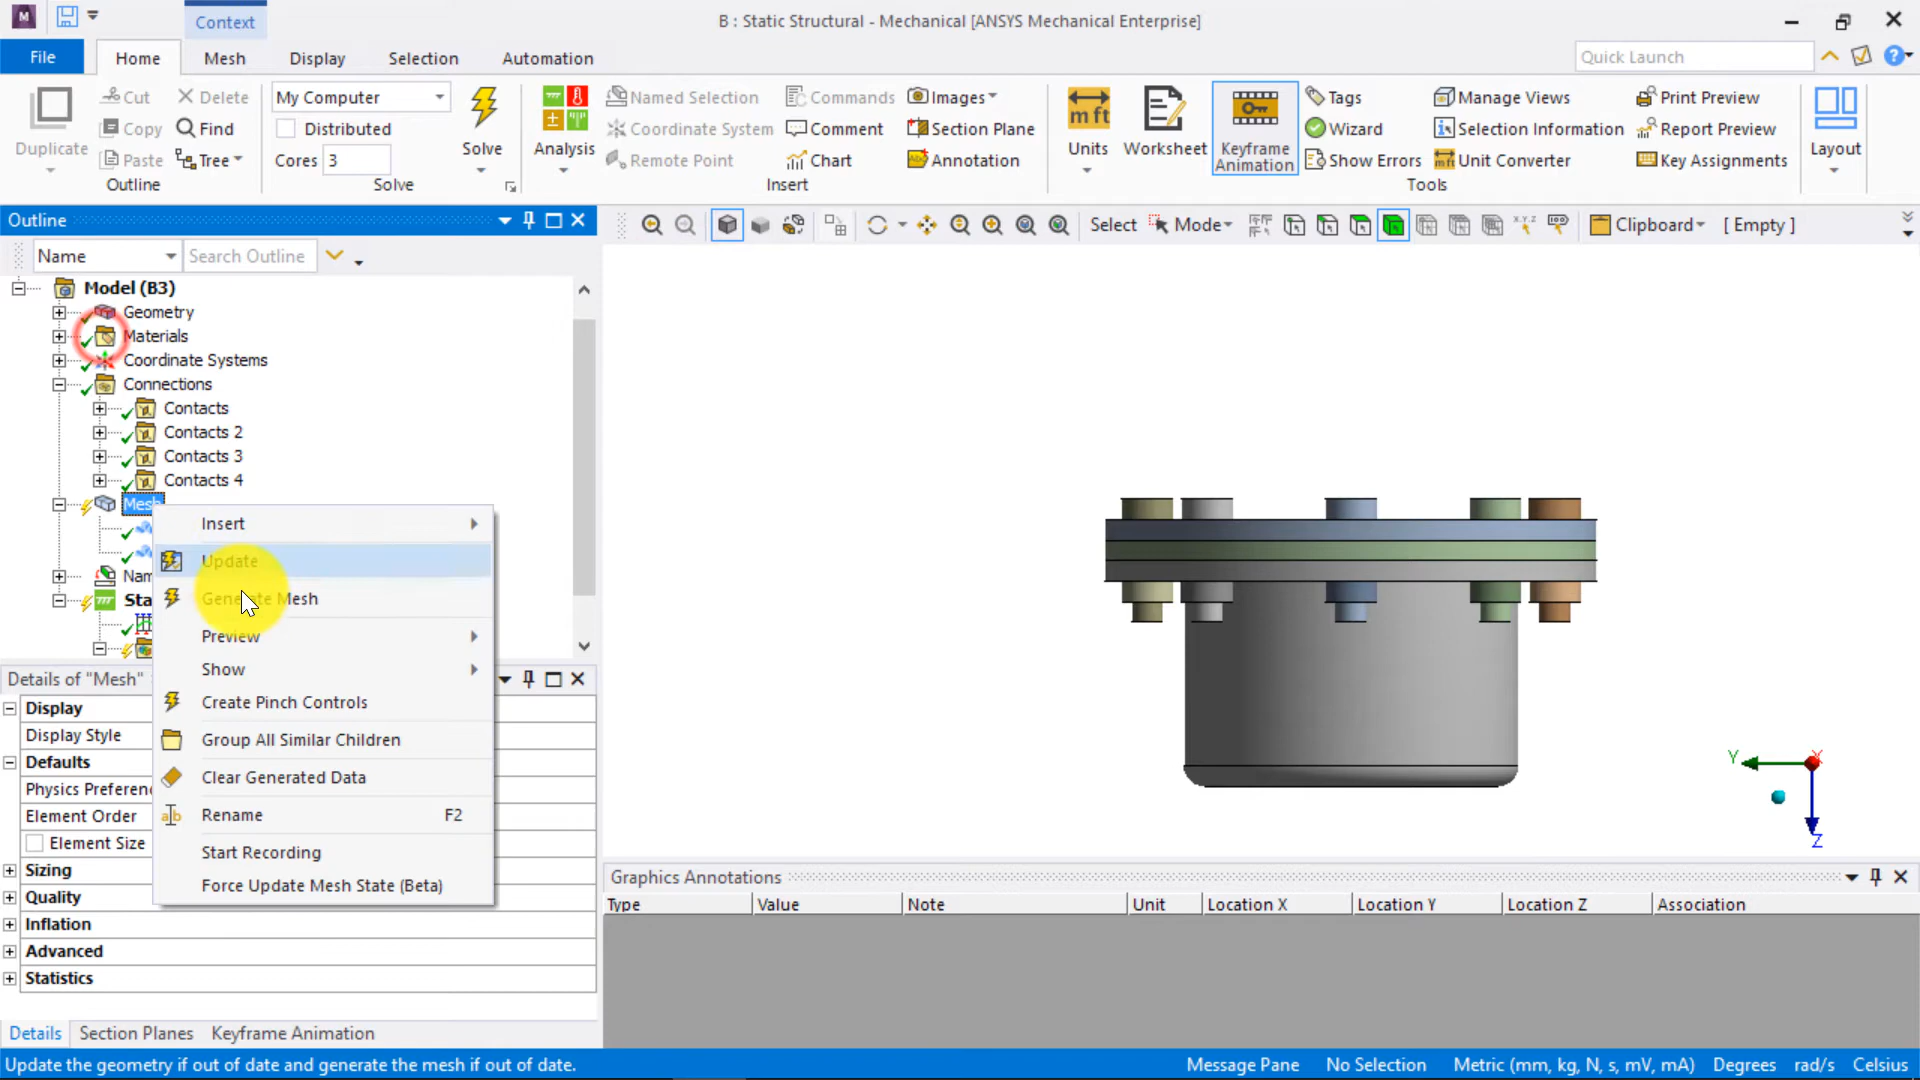 M
Context
B : Static Structural - Mechanical [ANSYS Mechanical Enterprise]
File Home Mesh Display Selection Automation Quick Launch
Duplicate Cut Delete My Computer Solve Analysis Named Selection Commands Images Units Worksheet Keyframe Animation Tags Manage Views Print Preview Layout
Copy Find Distributed Coordinate System Comment Section Plane Wizard Selection Information Report Preview
Paste Tree Cores 3 Remote Point Chart Annotation Show Errors Unit Converter Key Assignments
Outline Solve Insert Tools
Outline
Select Mode Clipboard [ Empty ]
Name Search Outline
Model (B3)
Geometry
Materials
Coordinate Systems
Connections
Contacts
Contacts 2
Contacts 3
Contacts 4
Mesh
Insert
Update
Nam
Generate Mesh
Sta
Preview
Show
Create Pinch Controls
Group All Similar Children
Clear Generated Data
Rename F2
Start Recording
Force Update Mesh State (Beta)
Details of "Mesh"
Display
Display Style
Defaults
Physics Preferenc
Element Order
Element Size
Sizing
Quality
Inflation
Advanced
Statistics
Y
X
Z
Graphics Annotations
Type Value Note Unit Location X Location Y Location Z Association
Details Section Planes Keyframe Animation
Update the geometry if out of date and generate the mesh if out of date. Message Pane No Selection Metric (mm, kg, N, s, mV, mA) Degrees rad/s Celsius